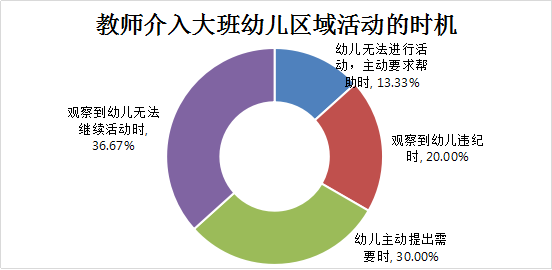 教师介入大班幼儿区域活动的时机
幼儿无法进行活
动，主动要求帮
助时, 13.33%
观察到幼儿违纪
时, 20.00%
幼儿主动提出需
要时, 30.00%
观察到幼儿无法
继续活动时,
36.67%